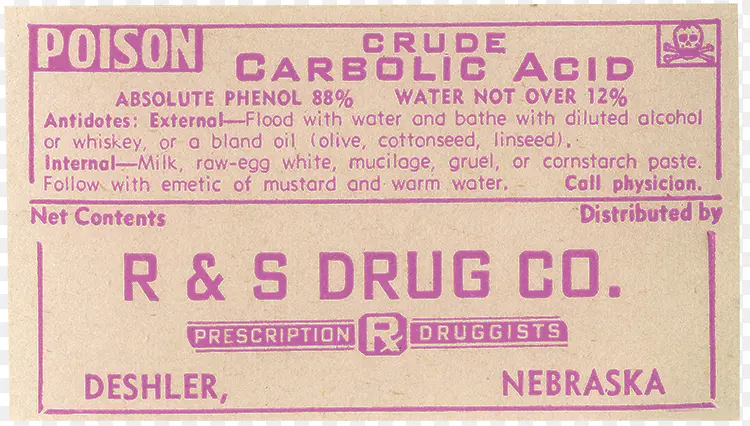 POISON
CRUDE
CARBOLIC ACID
ABSOLUTE PHENOL 88% WATER NOT OVER 12%
Antidotes: External—Flood with water and bathe with diluted alcohol
or whiskey, or a bland oil (olive, cottonseed, linseed).
Internal—Milk, raw-egg white, mucilage, gruel, or cornstarch paste.
Follow with emetic of mustard and warm water. Call physician.
Net Contents Distributed by
R & S DRUG CO.
PRESCRIPTION Rx DRUGGISTS
DESHLER, NEBRASKA